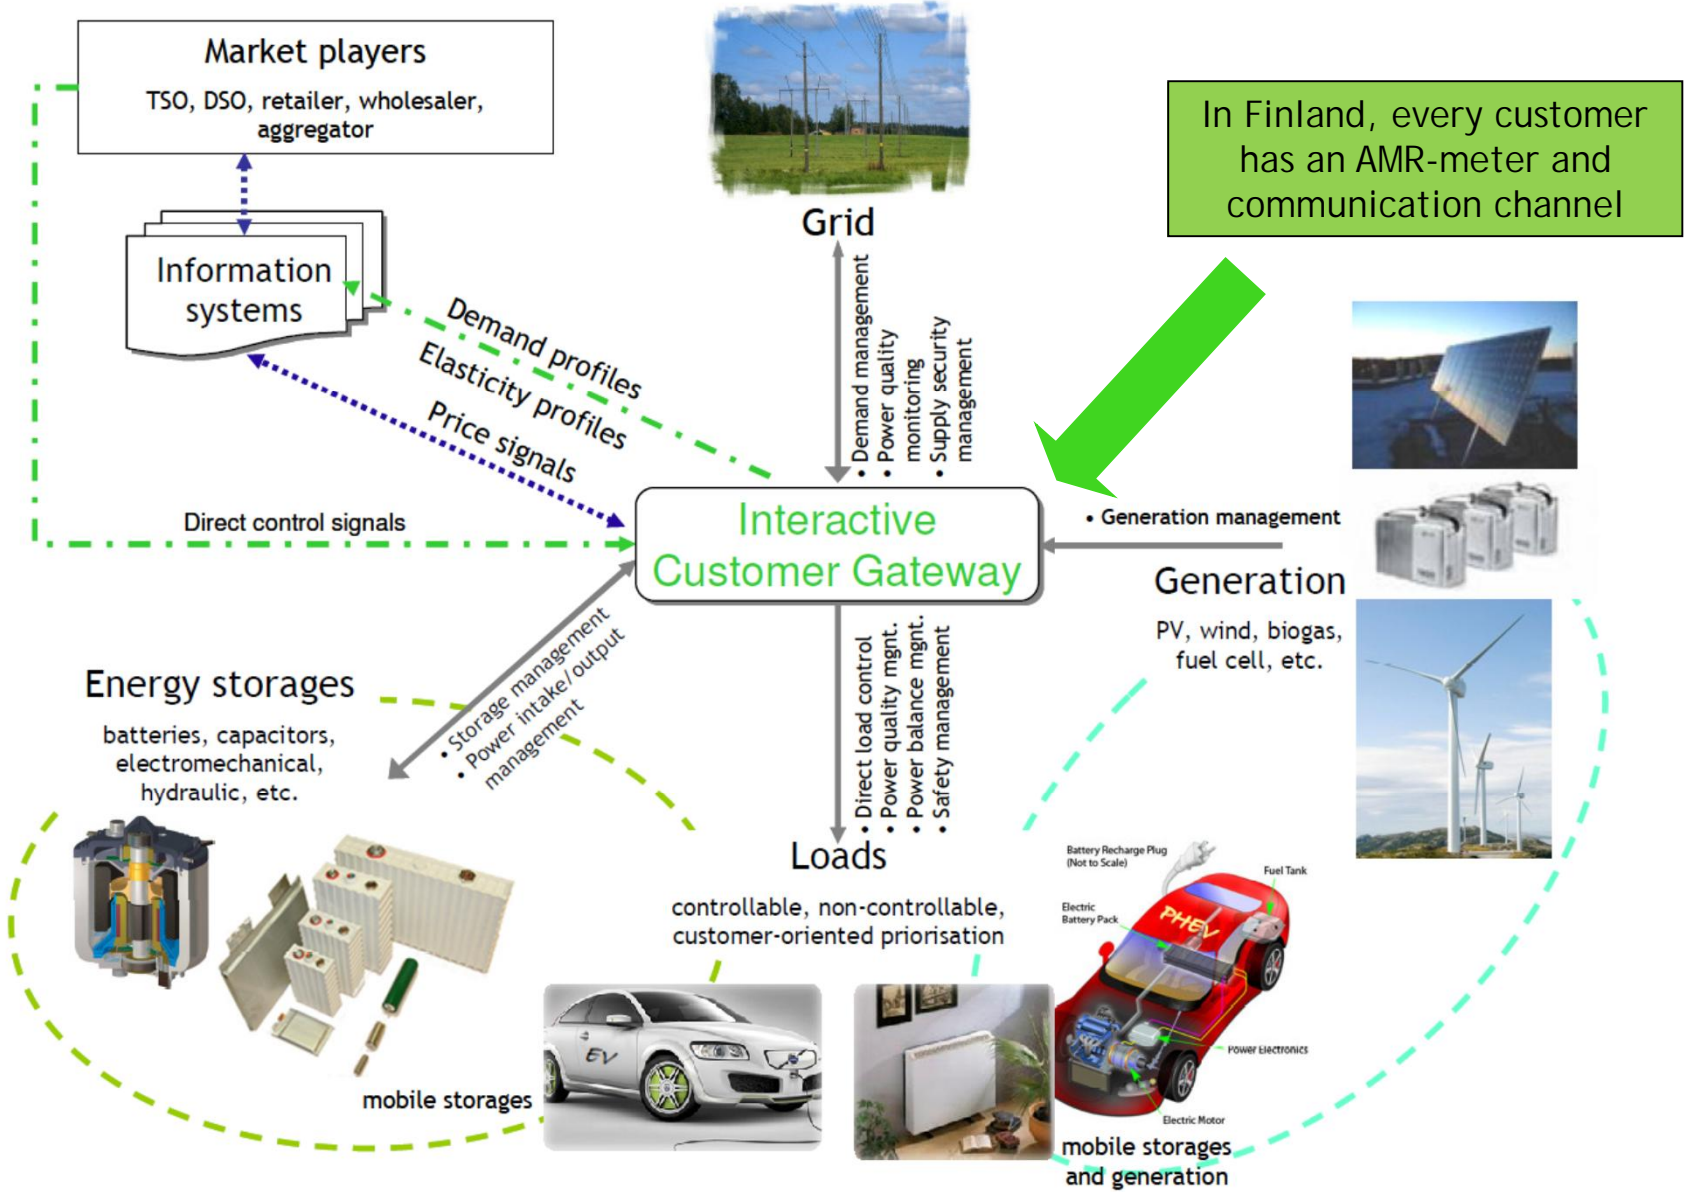 Market players
TSO, DSO, retailer, wholesaler,
aggregator
Information
systems
Demand profiles
Elasticity profiles
Price signals
Direct control signals
Grid
• Demand management
• Power quality
monitoring
• Supply security
management
In Finland, every customer
has an AMR-meter and
communication channel
Interactive
Customer Gateway
• Generation management
Generation
PV, wind, biogas,
fuel cell, etc.
Energy storages
batteries, capacitors,
electromechanical,
hydraulic, etc.
• Storage management
• Power intake/output
management
• Direct load control
• Power quality mgnt.
• Power balance mgnt.
• Safety management
Loads
controllable, non-controllable,
customer-oriented priorisation
mobile storages
EV
Battery Recharge Plug
(Not to Scale)
Fuel Tank
Electric
Battery Pack
PHEV
Power Electronics
Electric Motor
mobile storages
and generation